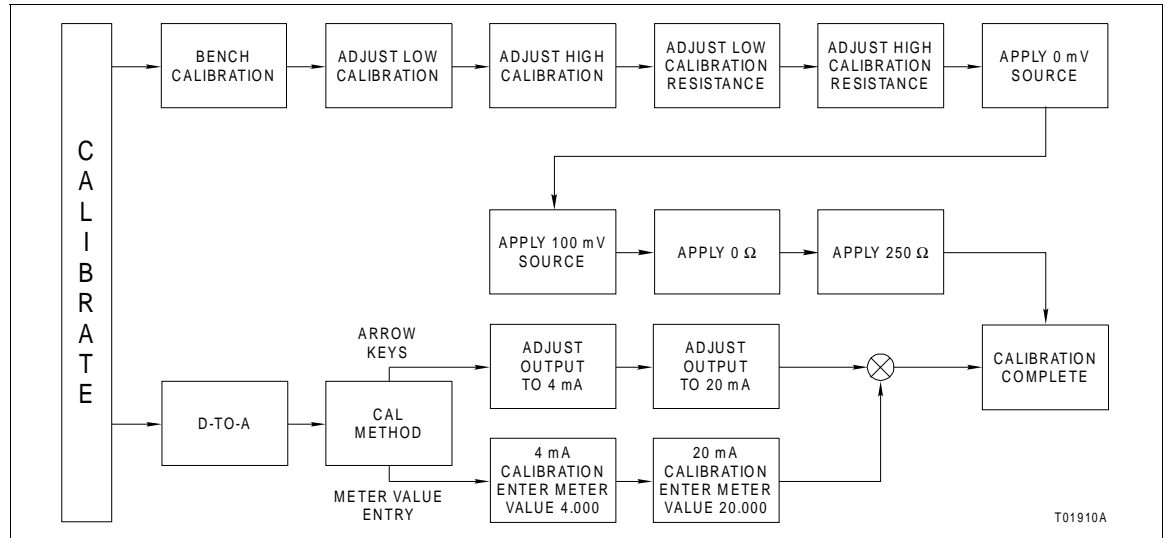 CALIBRATE
BENCH
CALIBRATION
ADJUST LOW
CALIBRATION
ADJUST HIGH
CALIBRATION
ADJUST LOW
CALIBRATION
RESISTANCE
ADJUST HIGH
CALIBRATION
RESISTANCE
APPLY 0 mV
SOURCE
APPLY 100 mV
SOURCE
APPLY 0 Ω
APPLY 250 Ω
D-TO-A
CAL
METHOD
ARROW
KEYS
ADJUST
OUTPUT
TO 4 mA
ADJUST
OUTPUT
TO 20 mA
METER VALUE
ENTRY
4 mA
CALIBRATION
ENTER METER
VALUE 4.000
20 mA
CALIBRATION
ENTER METER
VALUE 20.000
CALIBRATION
COMPLETE
T01910A